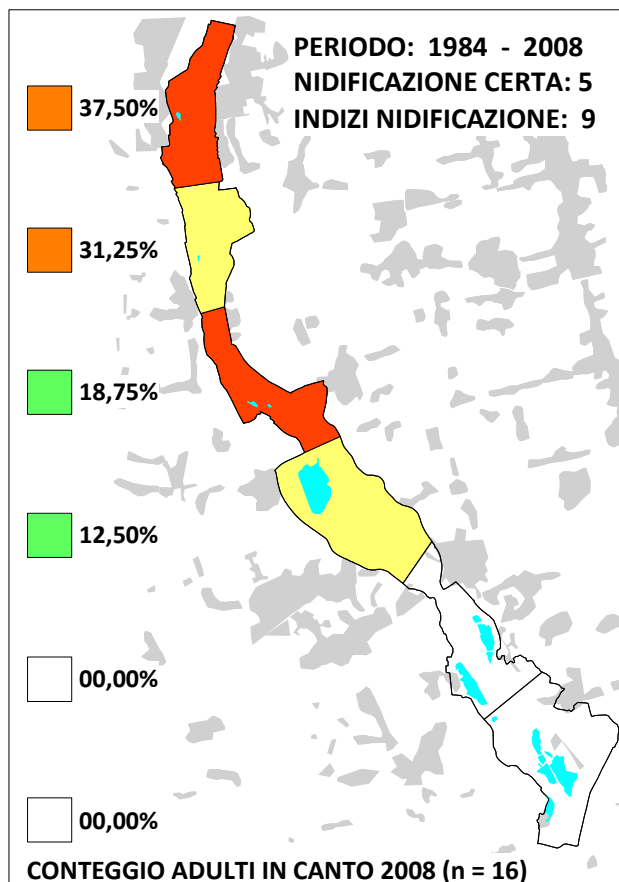 PERIODO: 1984 - 2008
NIDIFICAZIONE CERTA: 5
INDIZI NIDIFICAZIONE: 9
37,50%
31,25%
18,75%
12,50%
00,00%
00,00%
CONTEGGIO ADULTI IN CANTO 2008 (n = 16)